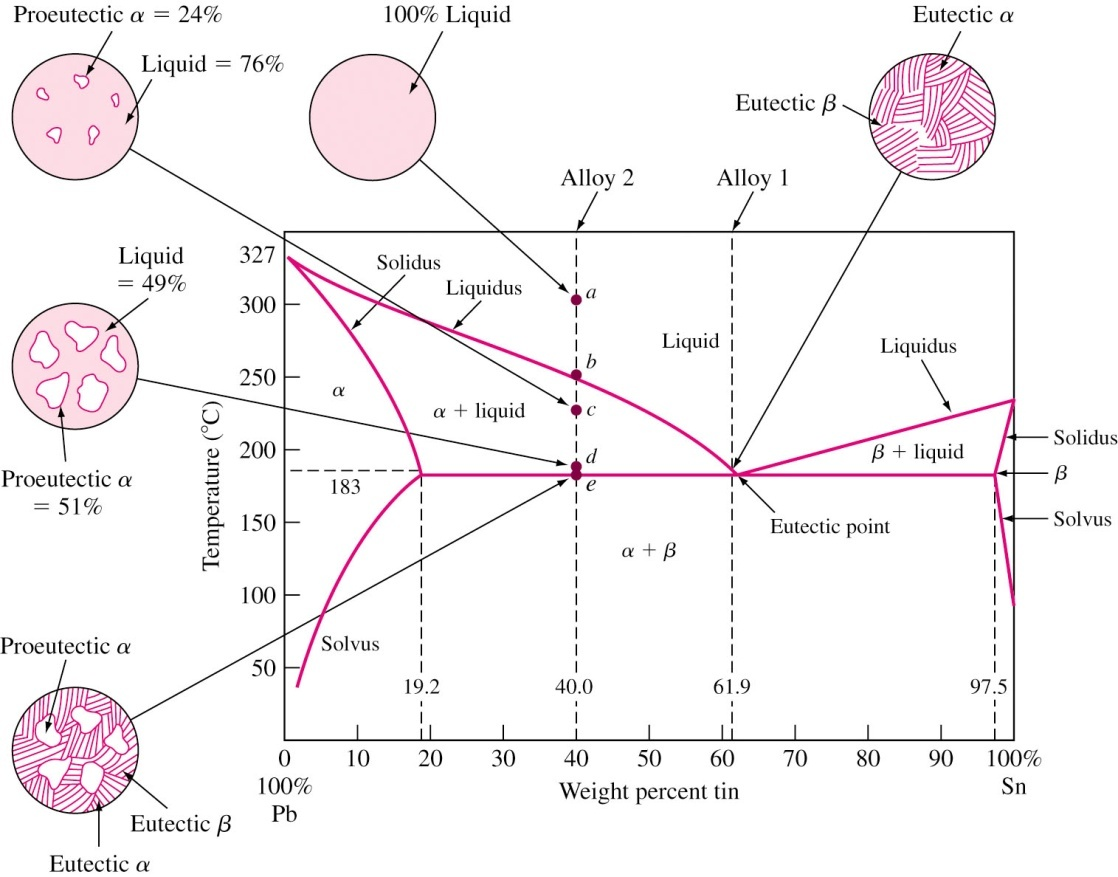 Proeutectic α = 24%
100% Liquid
Eutectic α
Liquid = 76%
Eutectic β
Alloy 2
Alloy 1
Liquid
= 49%
Proeutectic α
= 51%
Temperature (°C)
327
300
250
200
183
150
100
50
Solidus
Liquidus
a
b
c
d
e
Liquid
Liquidus
α
α + liquid
β + liquid
Solidus
β
Solvus
Eutectic point
α + β
Solvus
19.2
40.0
61.9
97.5
0
10
20
30
40
50
60
70
80
90
100%
100%
Pb
Weight percent tin
Sn
Proeutectic α
Eutectic β
Eutectic α